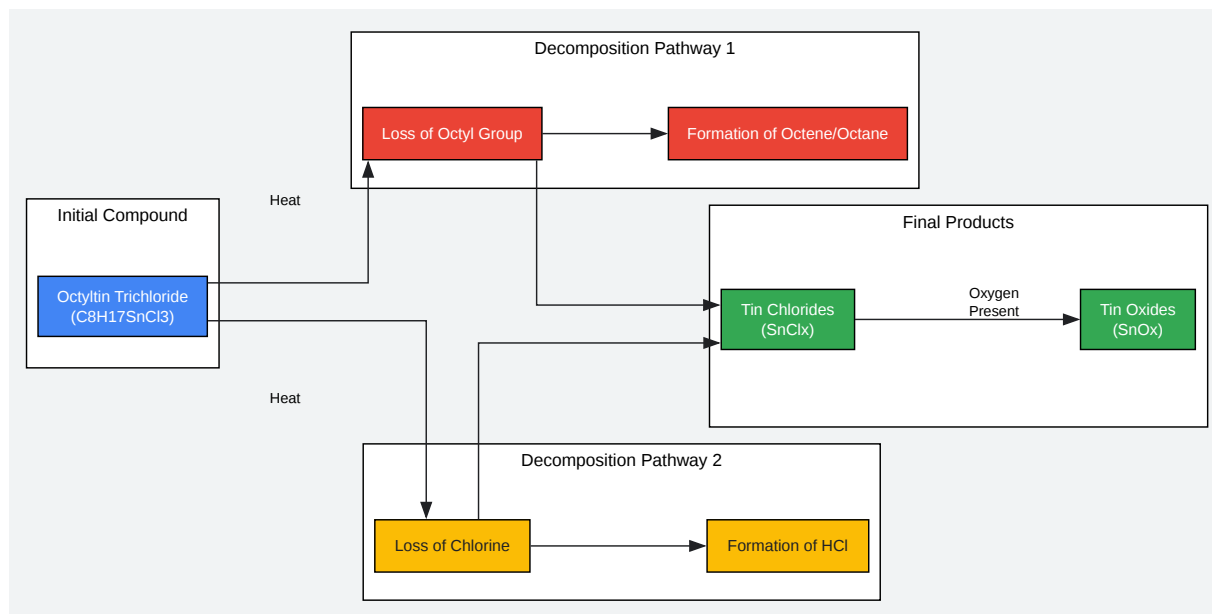 Decomposition Pathway 1
Loss of Octyl Group
Formation of Octene/Octane
Heat
Initial Compound
Octyltin Trichloride
(C8H17SnCl3)
Final Products
Tin Chlorides
(SnClx)
Oxygen
Present
Tin Oxides
(SnOx)
Heat
Decomposition Pathway 2
Loss of Chlorine
Formation of HCl